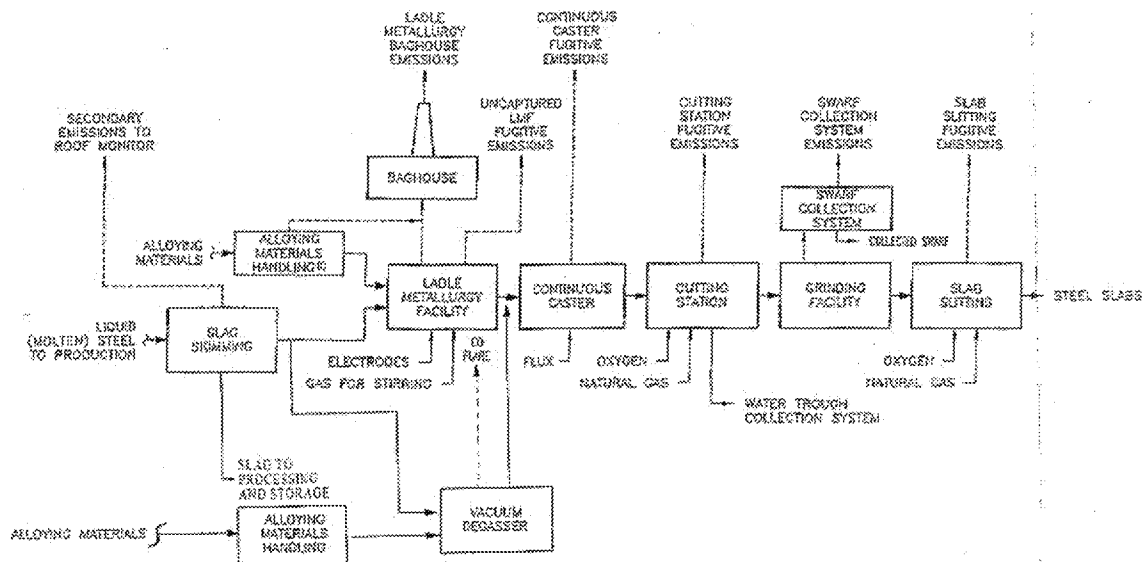 LADLE
METALLURGY
BAGHOUSE
EMISSIONS
CONTINUOUS
CASTER
FUGITIVE
EMISSIONS
SECONDARY
EMISSIONS TO
ROOF MONITOR
UNCAPTURED
LMF
FUGITIVE
EMISSIONS
CUTTING
STATION
FUGITIVE
EMISSIONS
SWARF
COLLECTION
SYSTEM
EMISSIONS
SLAB
SLITTING
FUGITIVE
EMISSIONS
BAGHOUSE
SWARF
COLLECTION
SYSTEM
COLLECTED SWARF
ALLOYING
MATERIALS
ALLOYING
MATERIALS
HANDLING
LADLE
METALLURGY
FACILITY
CONTINUOUS
CASTER
CUTTING
STATION
GRINDING
FACILITY
SLAB
SLITTING
STEEL SLABS
LIQUID
(MOLTEN) STEEL
TO PRODUCTION
SLAG
SKIMMING
ELECTRODES
GAS FOR STIRRING
CO
FLARE
FLUX
OXYGEN
NATURAL GAS
WATER TROUGH
COLLECTION SYSTEM
OXYGEN
NATURAL GAS
SLAG TO
PROCESSING
AND STORAGE
ALLOYING MATERIALS
ALLOYING
MATERIALS
HANDLING
VACUUM
DEGASSER